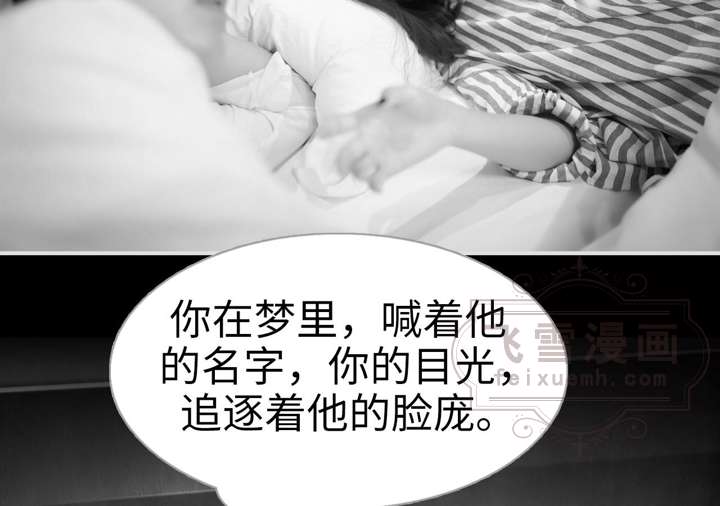 你在梦里，喊着他
的名字，你的目光，
追逐着他的脸庞。
飞雪漫画
feixuemh.com